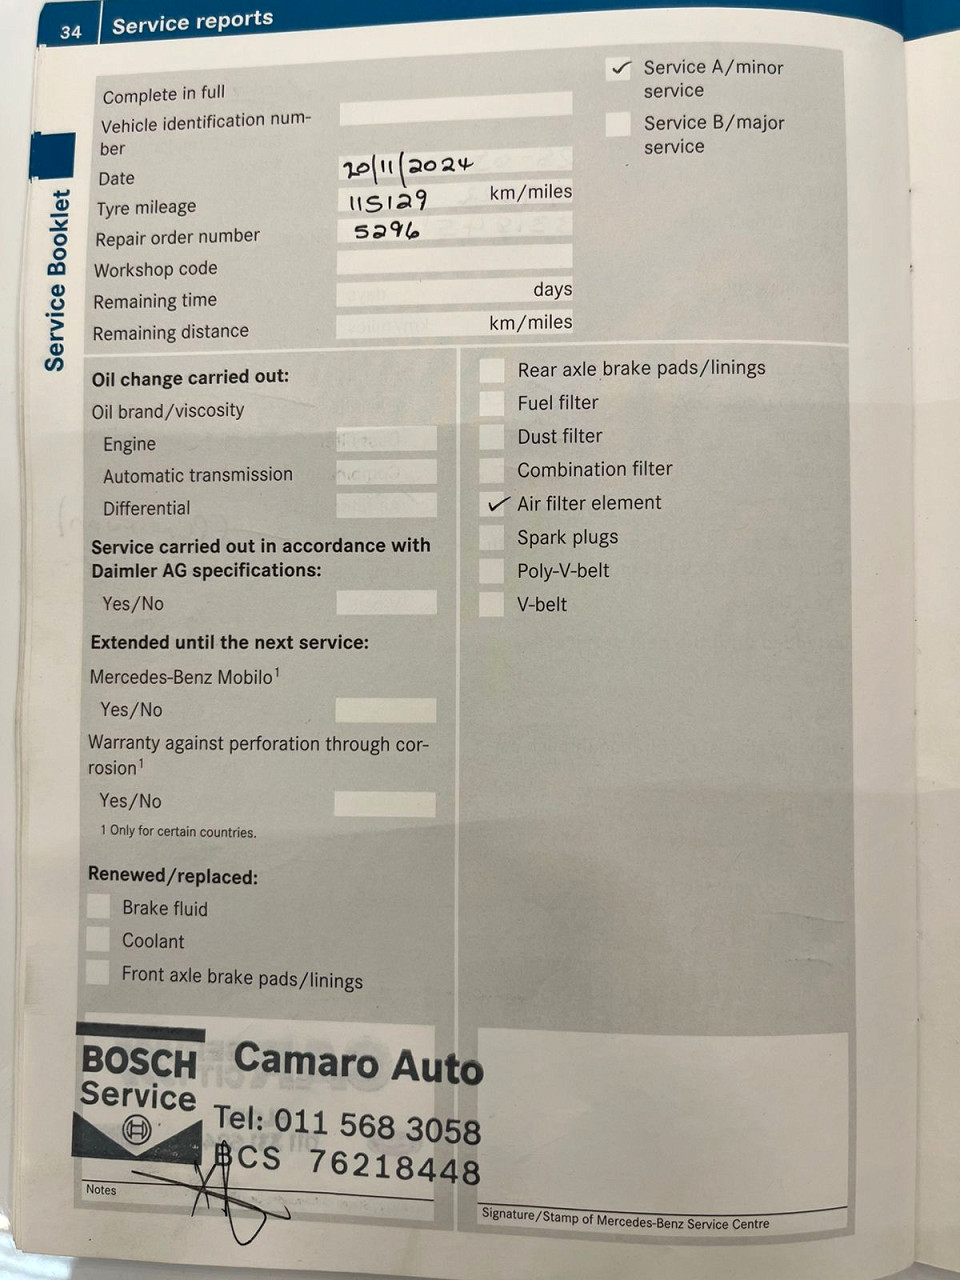 34 Service reports
Service Booklet
Complete in full
Vehicle identification num-
ber
Date 20/11/2024
Tyre mileage 115129 km/miles
Repair order number 5296
Workshop code
Remaining time days
Remaining distance km/miles
✓ Service A/minor
service
Service B/major
service
Oil change carried out:
Oil brand/viscosity
Engine
Automatic transmission
Differential
Service carried out in accordance with
Daimler AG specifications:
Yes/No
Extended until the next service:
Mercedes-Benz Mobilo¹
Yes/No
Warranty against perforation through cor-
rosion¹
Yes/No
1 Only for certain countries.
Renewed/replaced:
Brake fluid
Coolant
Front axle brake pads/linings
Rear axle brake pads/linings
Fuel filter
Dust filter
Combination filter
✓ Air filter element
Spark plugs
Poly-V-belt
V-belt
BOSCH
Service
Camaro Auto
Tel: 011 568 3058
BCS 76218448
Notes
Signature/Stamp of Mercedes-Benz Service Centre